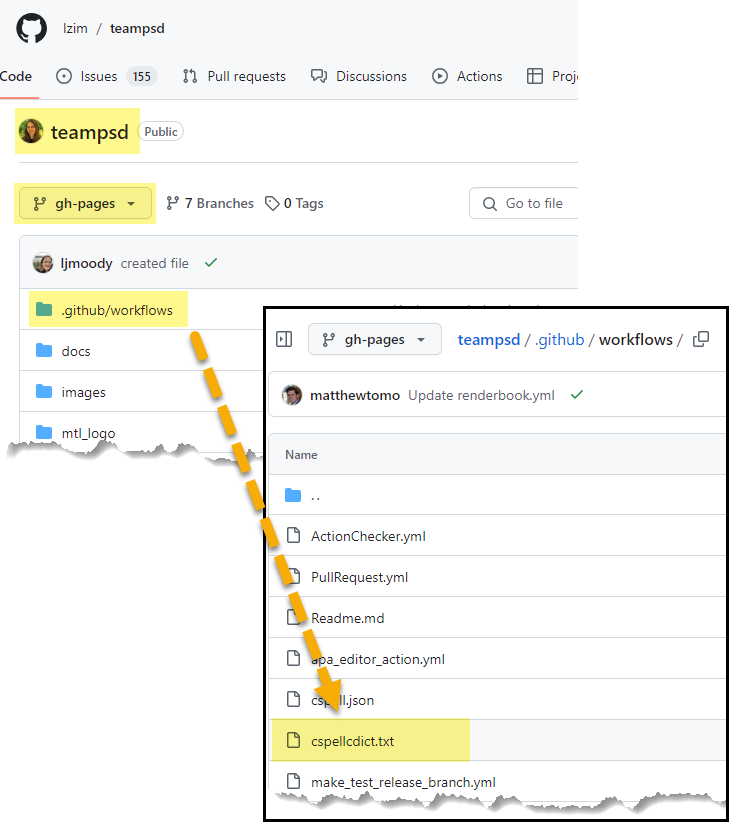 lzim / teampsd
Code Issues 155 Pull requests Discussions Actions Proj
teampsd Public
gh-pages 7 Branches 0 Tags Go to file
ljmoody created file
.github/workflows
docs
images
mtl_logo
gh-pages teampsd / .github / workflows /
matthewtomo Update renderbook.yml
Name
..
ActionChecker.yml
PullRequest.yml
Readme.md
apa_editor_action.yml
cspell.json
cspellcdict.txt
make_test_release_branch.yml